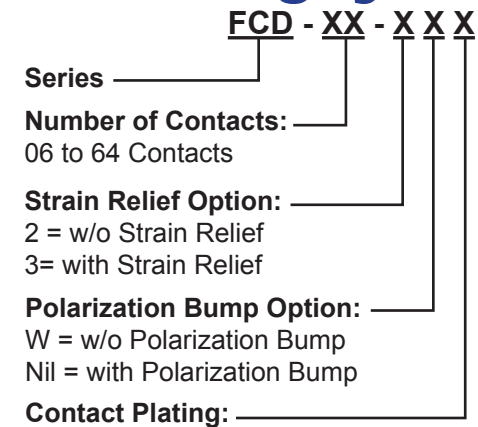 FCD - XX - X X X
Series
Number of Contacts:
06 to 64 Contacts
Strain Relief Option:
2 = w/o Strain Relief
3= with Strain Relief
Polarization Bump Option:
W = w/o Polarization Bump
Nil = with Polarization Bump
Contact Plating: